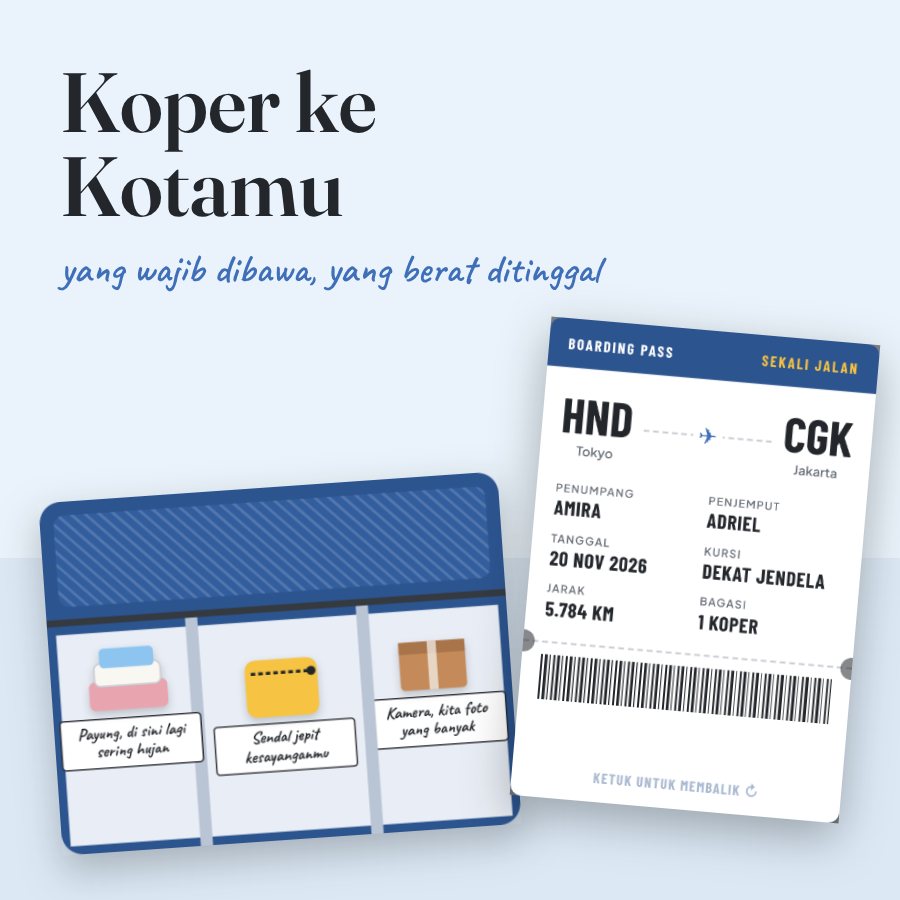 Koper ke
Kotamu
yang wajib dibawa, yang berat ditinggal
BOARDING PASS
SEKALI JALAN
HND
Tokyo
CGK
Jakarta
PENUMPANG
AMIRA
PENJEMPUT
ADRIEL
TANGGAL
20 NOV 2026
KURSI
DEKAT JENDELA
JARAK
5.784 KM
BAGASI
1 KOPER
KETUK UNTUK MEMBALIK
Payung, di sini lagi
sering hujan
Sendal jepit
kesayanganmu
Kamera, kita foto
yang banyak